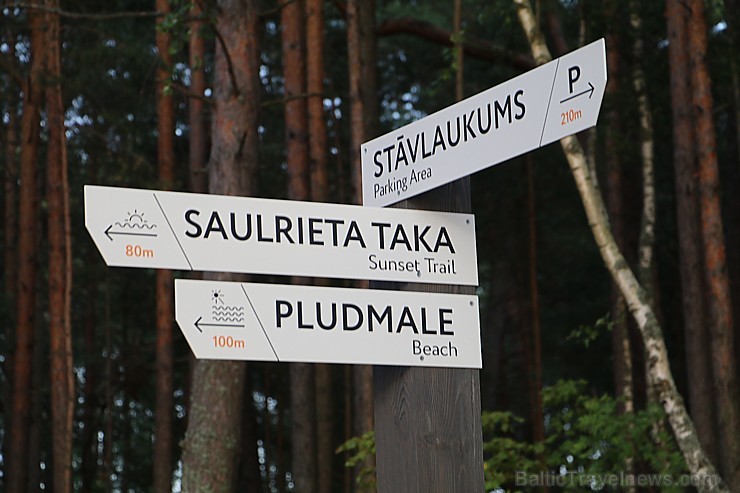 STĀVLAUKUMS
Parking Area
P
210m
SAULRIETA TAKA
Sunset Trail
80m
PLUDMALE
Beach
100m
BalticTravelnews.com